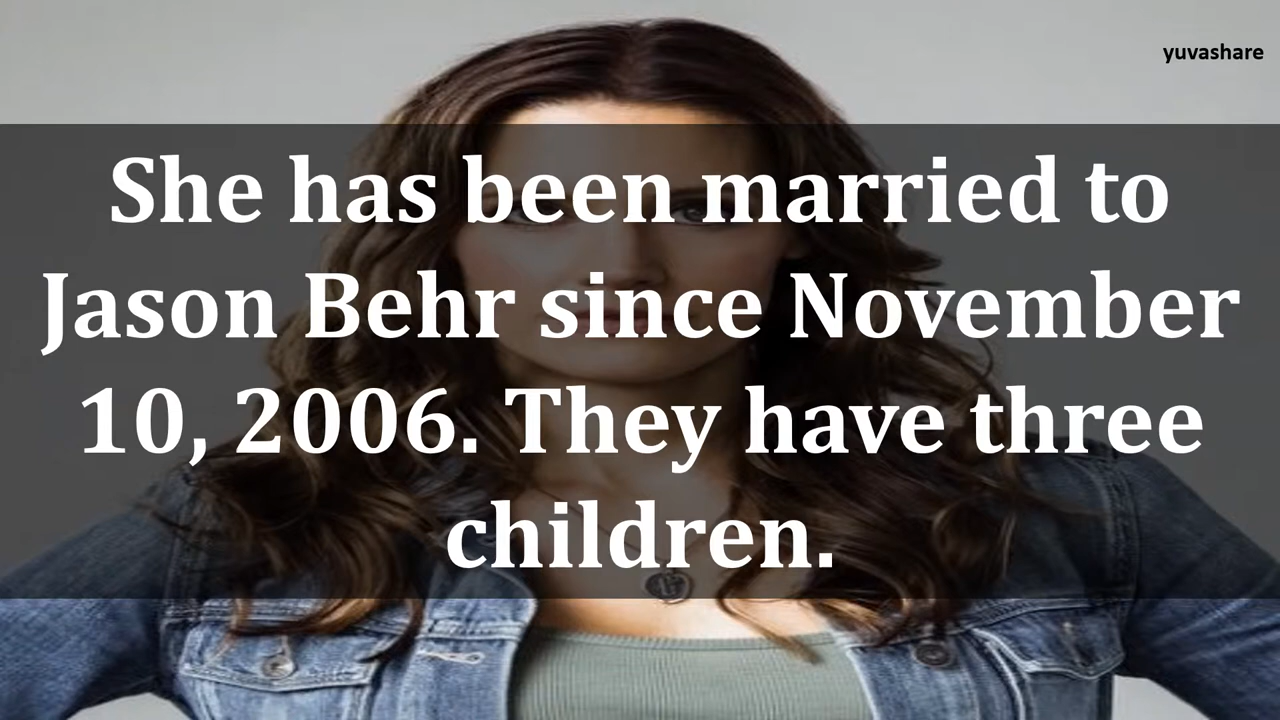 yuvashare
She has been married to
Jason Behr since November
10, 2006. They have three
children.